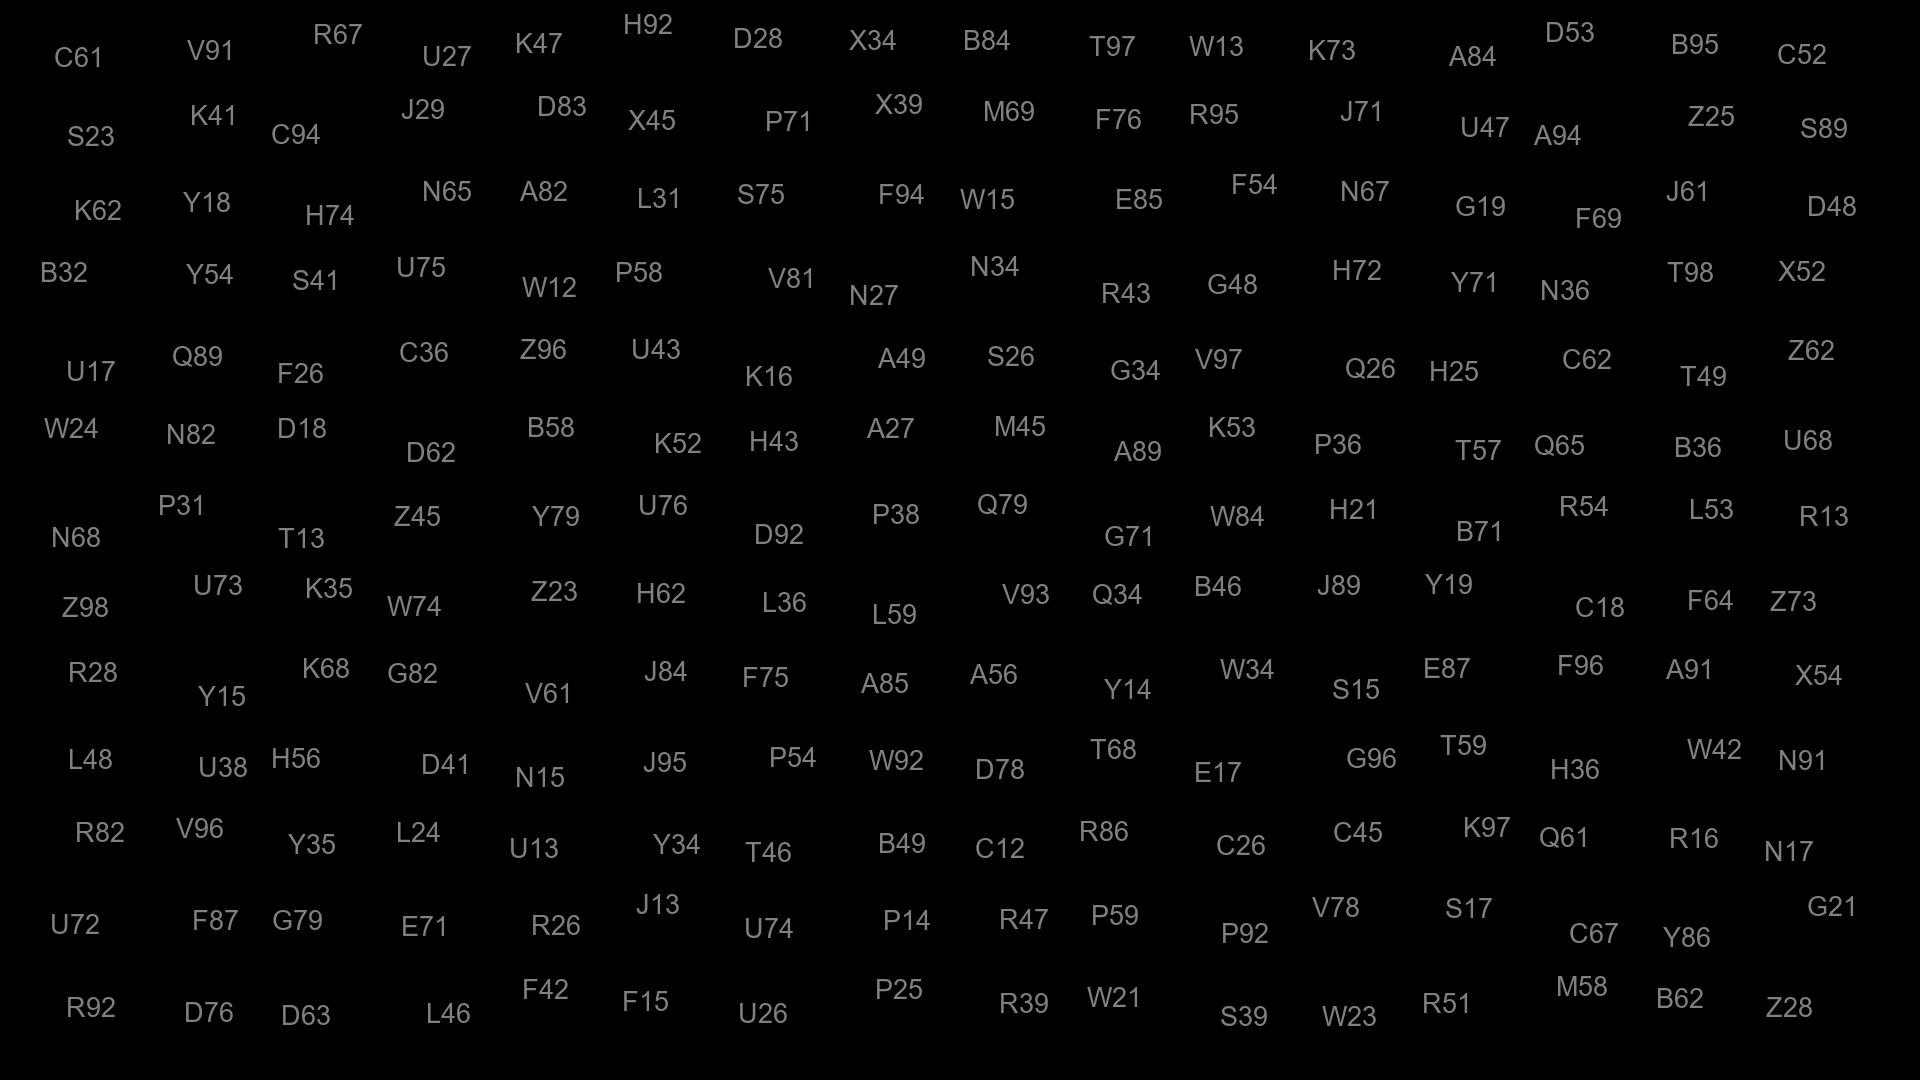 C61 V91 R67 U27 K47 H92 D28 X34 B84 T97 W13 K73 A84 D53 B95 C52
S23 K41 C94 J29 D83 X45 P71 X39 M69 F76 R95 J71 U47 A94 Z25 S89
K62 Y18 H74 N65 A82 L31 S75 F94 W15 E85 F54 N67 G19 F69 J61 D48
B32 Y54 S41 U75 W12 P58 V81 N27 N34 R43 G48 H72 Y71 N36 T98 X52
U17 Q89 F26 C36 Z96 U43 K16 A49 S26 G34 V97 Q26 H25 C62 T49 Z62
W24 N82 D18 D62 B58 K52 H43 A27 M45 A89 K53 P36 T57 Q65 B36 U68
N68 P31 T13 Z45 Y79 U76 D92 P38 Q79 G71 W84 H21 B71 R54 L53 R13
Z98 U73 K35 W74 Z23 H62 L36 L59 V93 Q34 B46 J89 Y19 C18 F64 Z73
R28 Y15 K68 G82 V61 J84 F75 A85 A56 Y14 W34 S15 E87 F96 A91 X54
L48 U38 H56 D41 N15 J95 P54 W92 D78 T68 E17 G96 T59 H36 W42 N91
R82 V96 Y35 L24 U13 Y34 T46 B49 C12 R86 C26 C45 K97 Q61 R16 N17
U72 F87 G79 E71 R26 J13 U74 P14 R47 P59 P92 V78 S17 C67 Y86 G21
R92 D76 D63 L46 F42 F15 U26 P25 R39 W21 S39 W23 R51 M58 B62 Z28